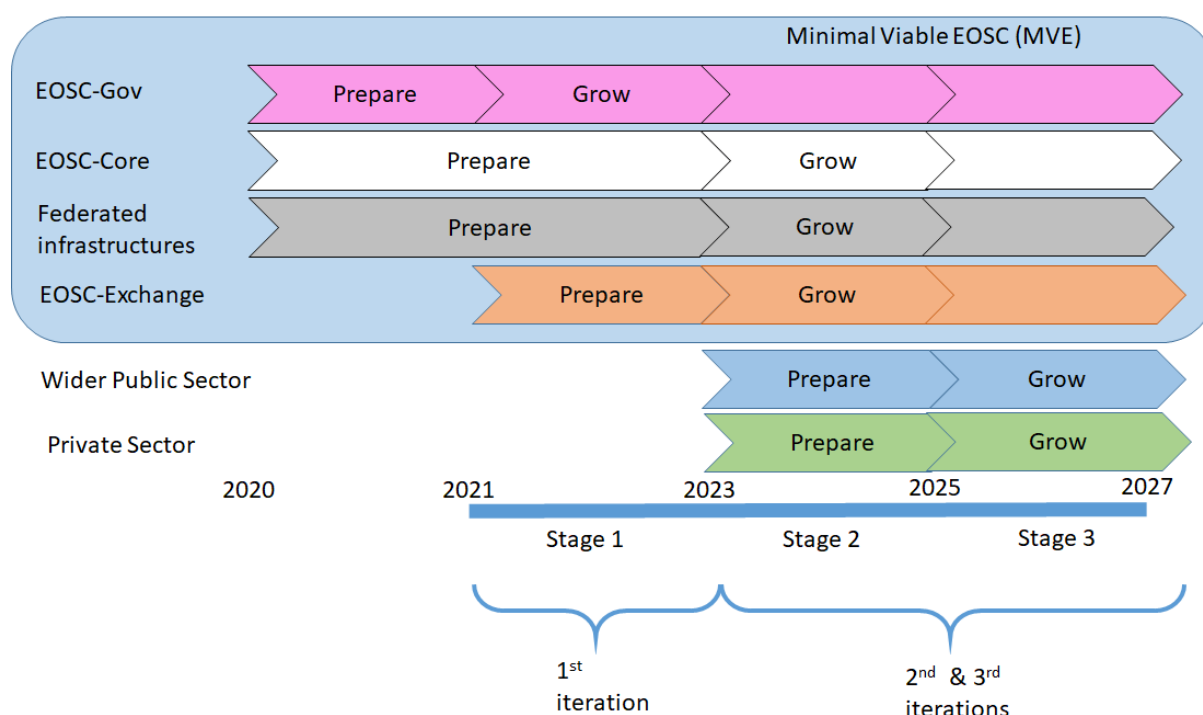 Minimal Viable EOSC (MVE)
EOSC-Gov
Prepare
Grow
EOSC-Core
Prepare
Grow
Federated
infrastructures
Prepare
Grow
EOSC-Exchange
Prepare
Grow
Wider Public Sector
Prepare
Grow
Private Sector
Prepare
Grow
2020
2021
2023
2025
2027
Stage 1
Stage 2
Stage 3
1st
iteration
2nd & 3rd
iterations